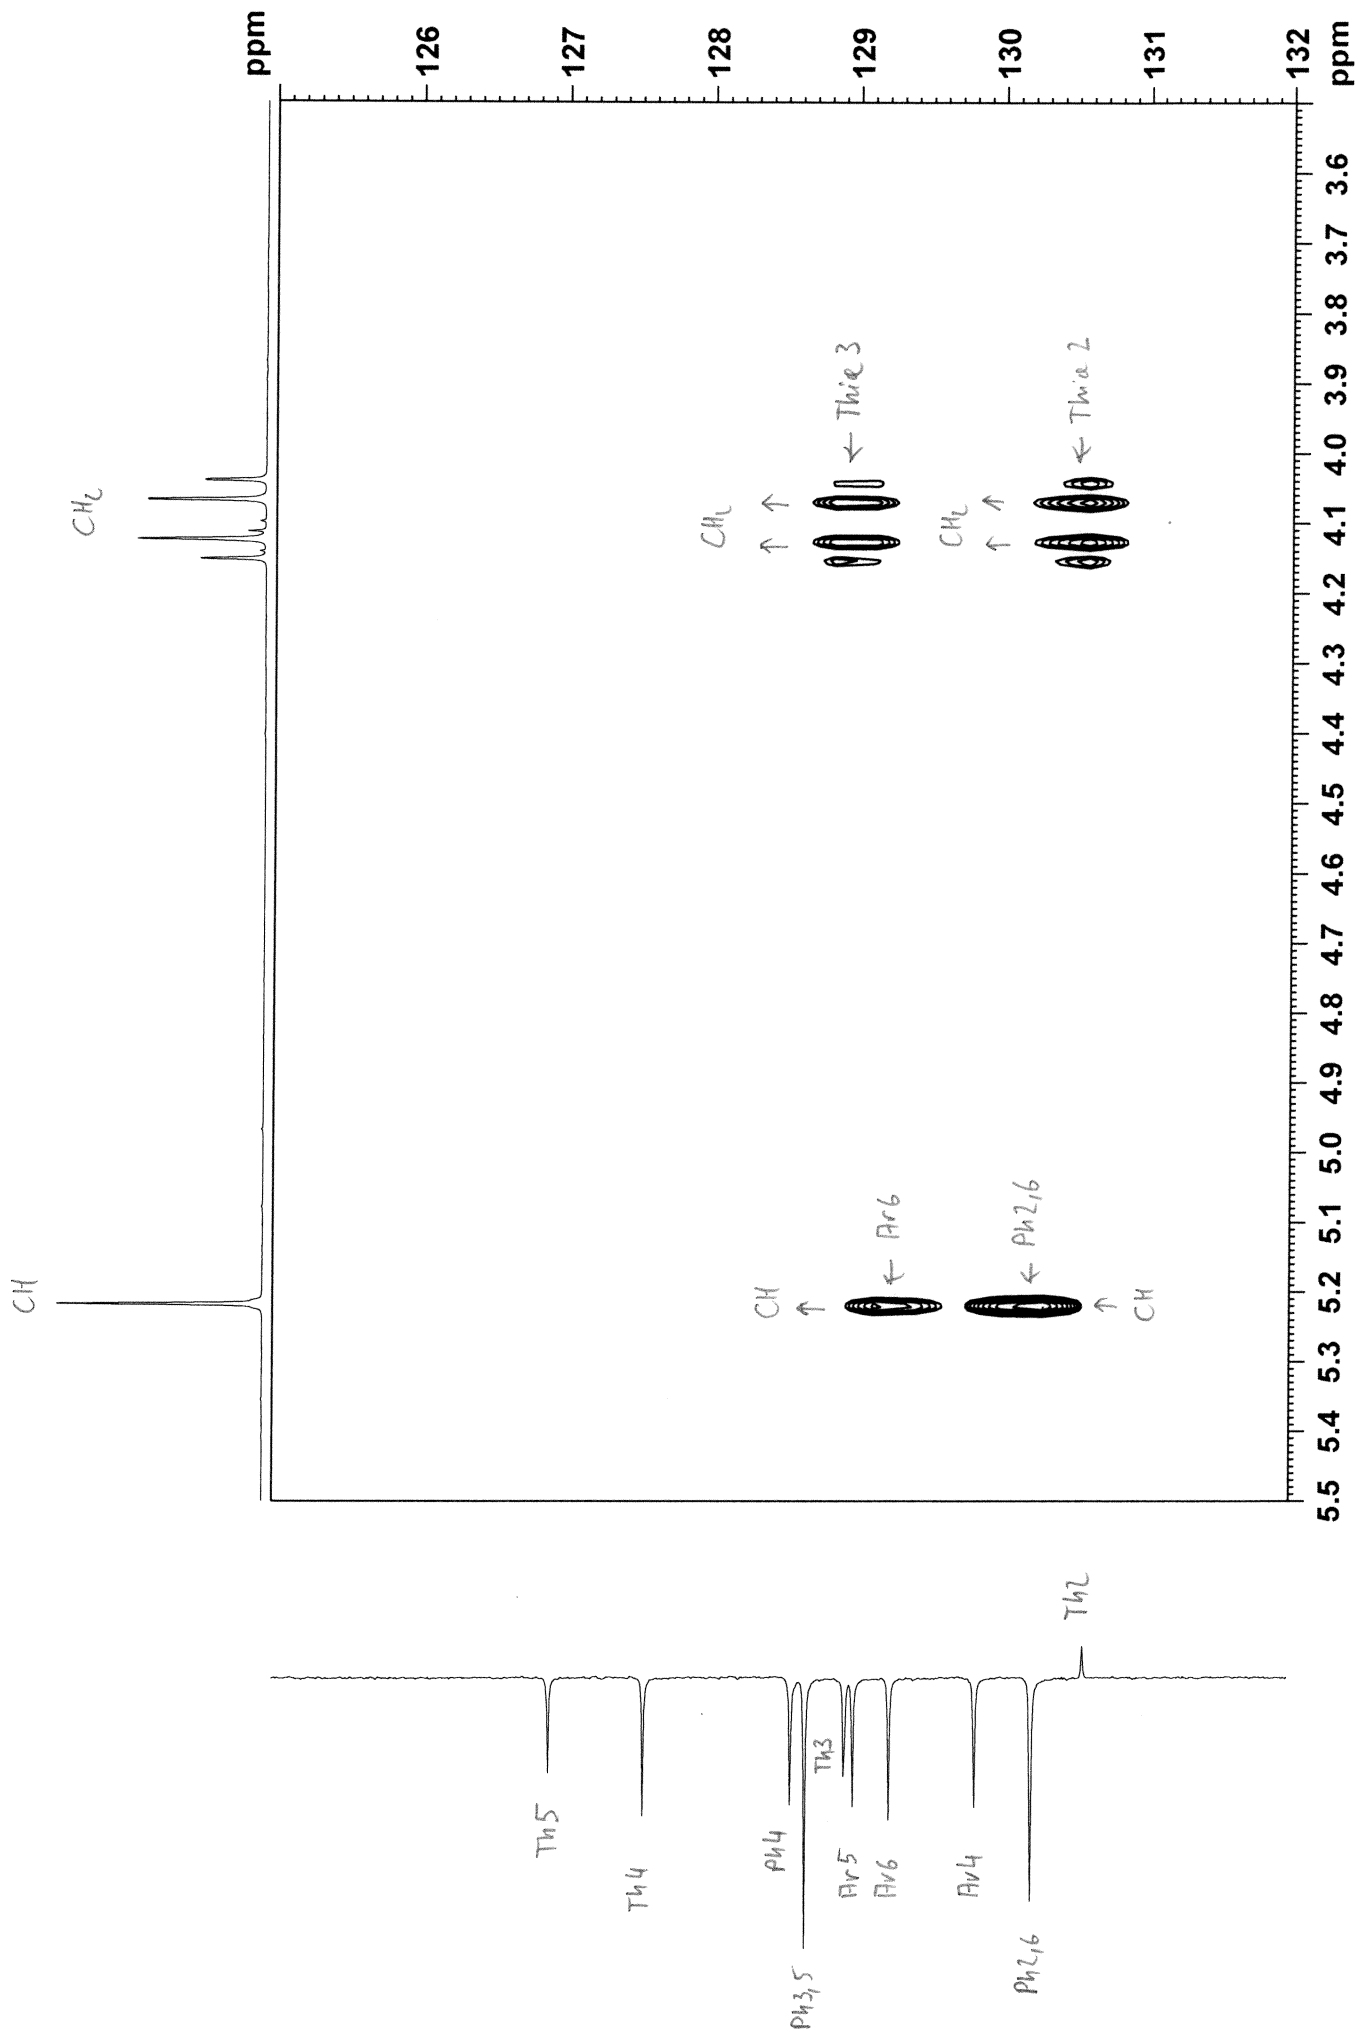 CH
CH2
ppm
126
127
128
129
130
131
132
ppm
CH2
↑ ↑
← Thie 3
CH2
↑ ↑
← Thie 2
CH
↑
← Ar6
← Ph2,6
↑
CH
5.5 5.4 5.3 5.2 5.1 5.0 4.9 4.8 4.7 4.6 4.5 4.4 4.3 4.2 4.1 4.0 3.9 3.8 3.7 3.6
Th5
Th4
Ph4
Ph3,5
Th3
Ar5
Ar6
Ar4
Ph2,6
Th2